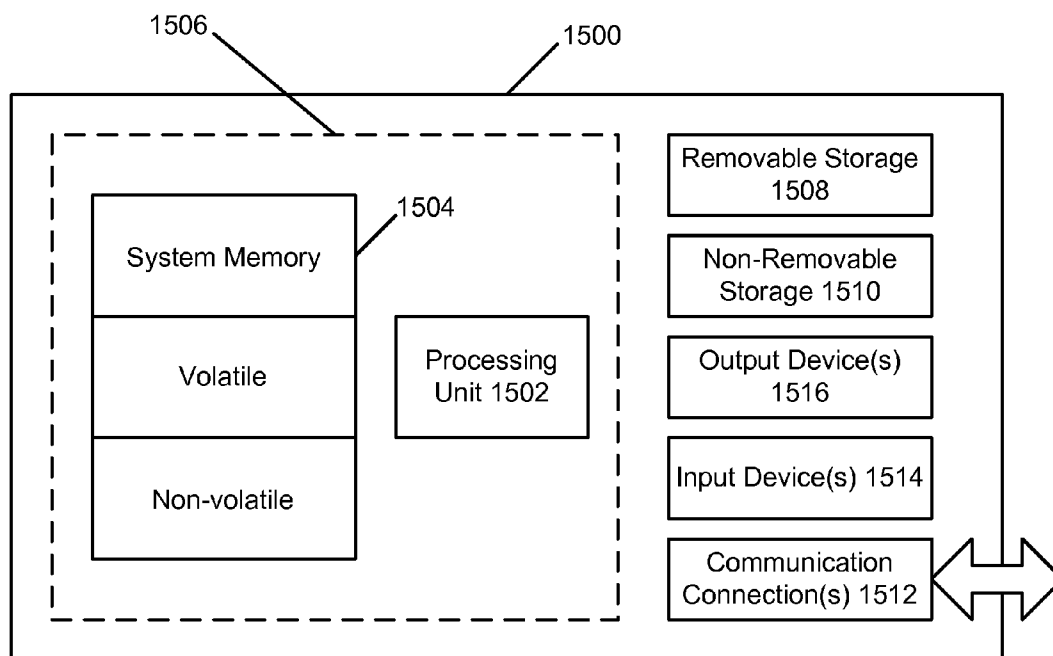 1506
1500
1504
System Memory
Volatile
Non-volatile
Processing
Unit 1502
Removable Storage
1508
Non-Removable
Storage 1510
Output Device(s)
1516
Input Device(s) 1514
Communication
Connection(s) 1512